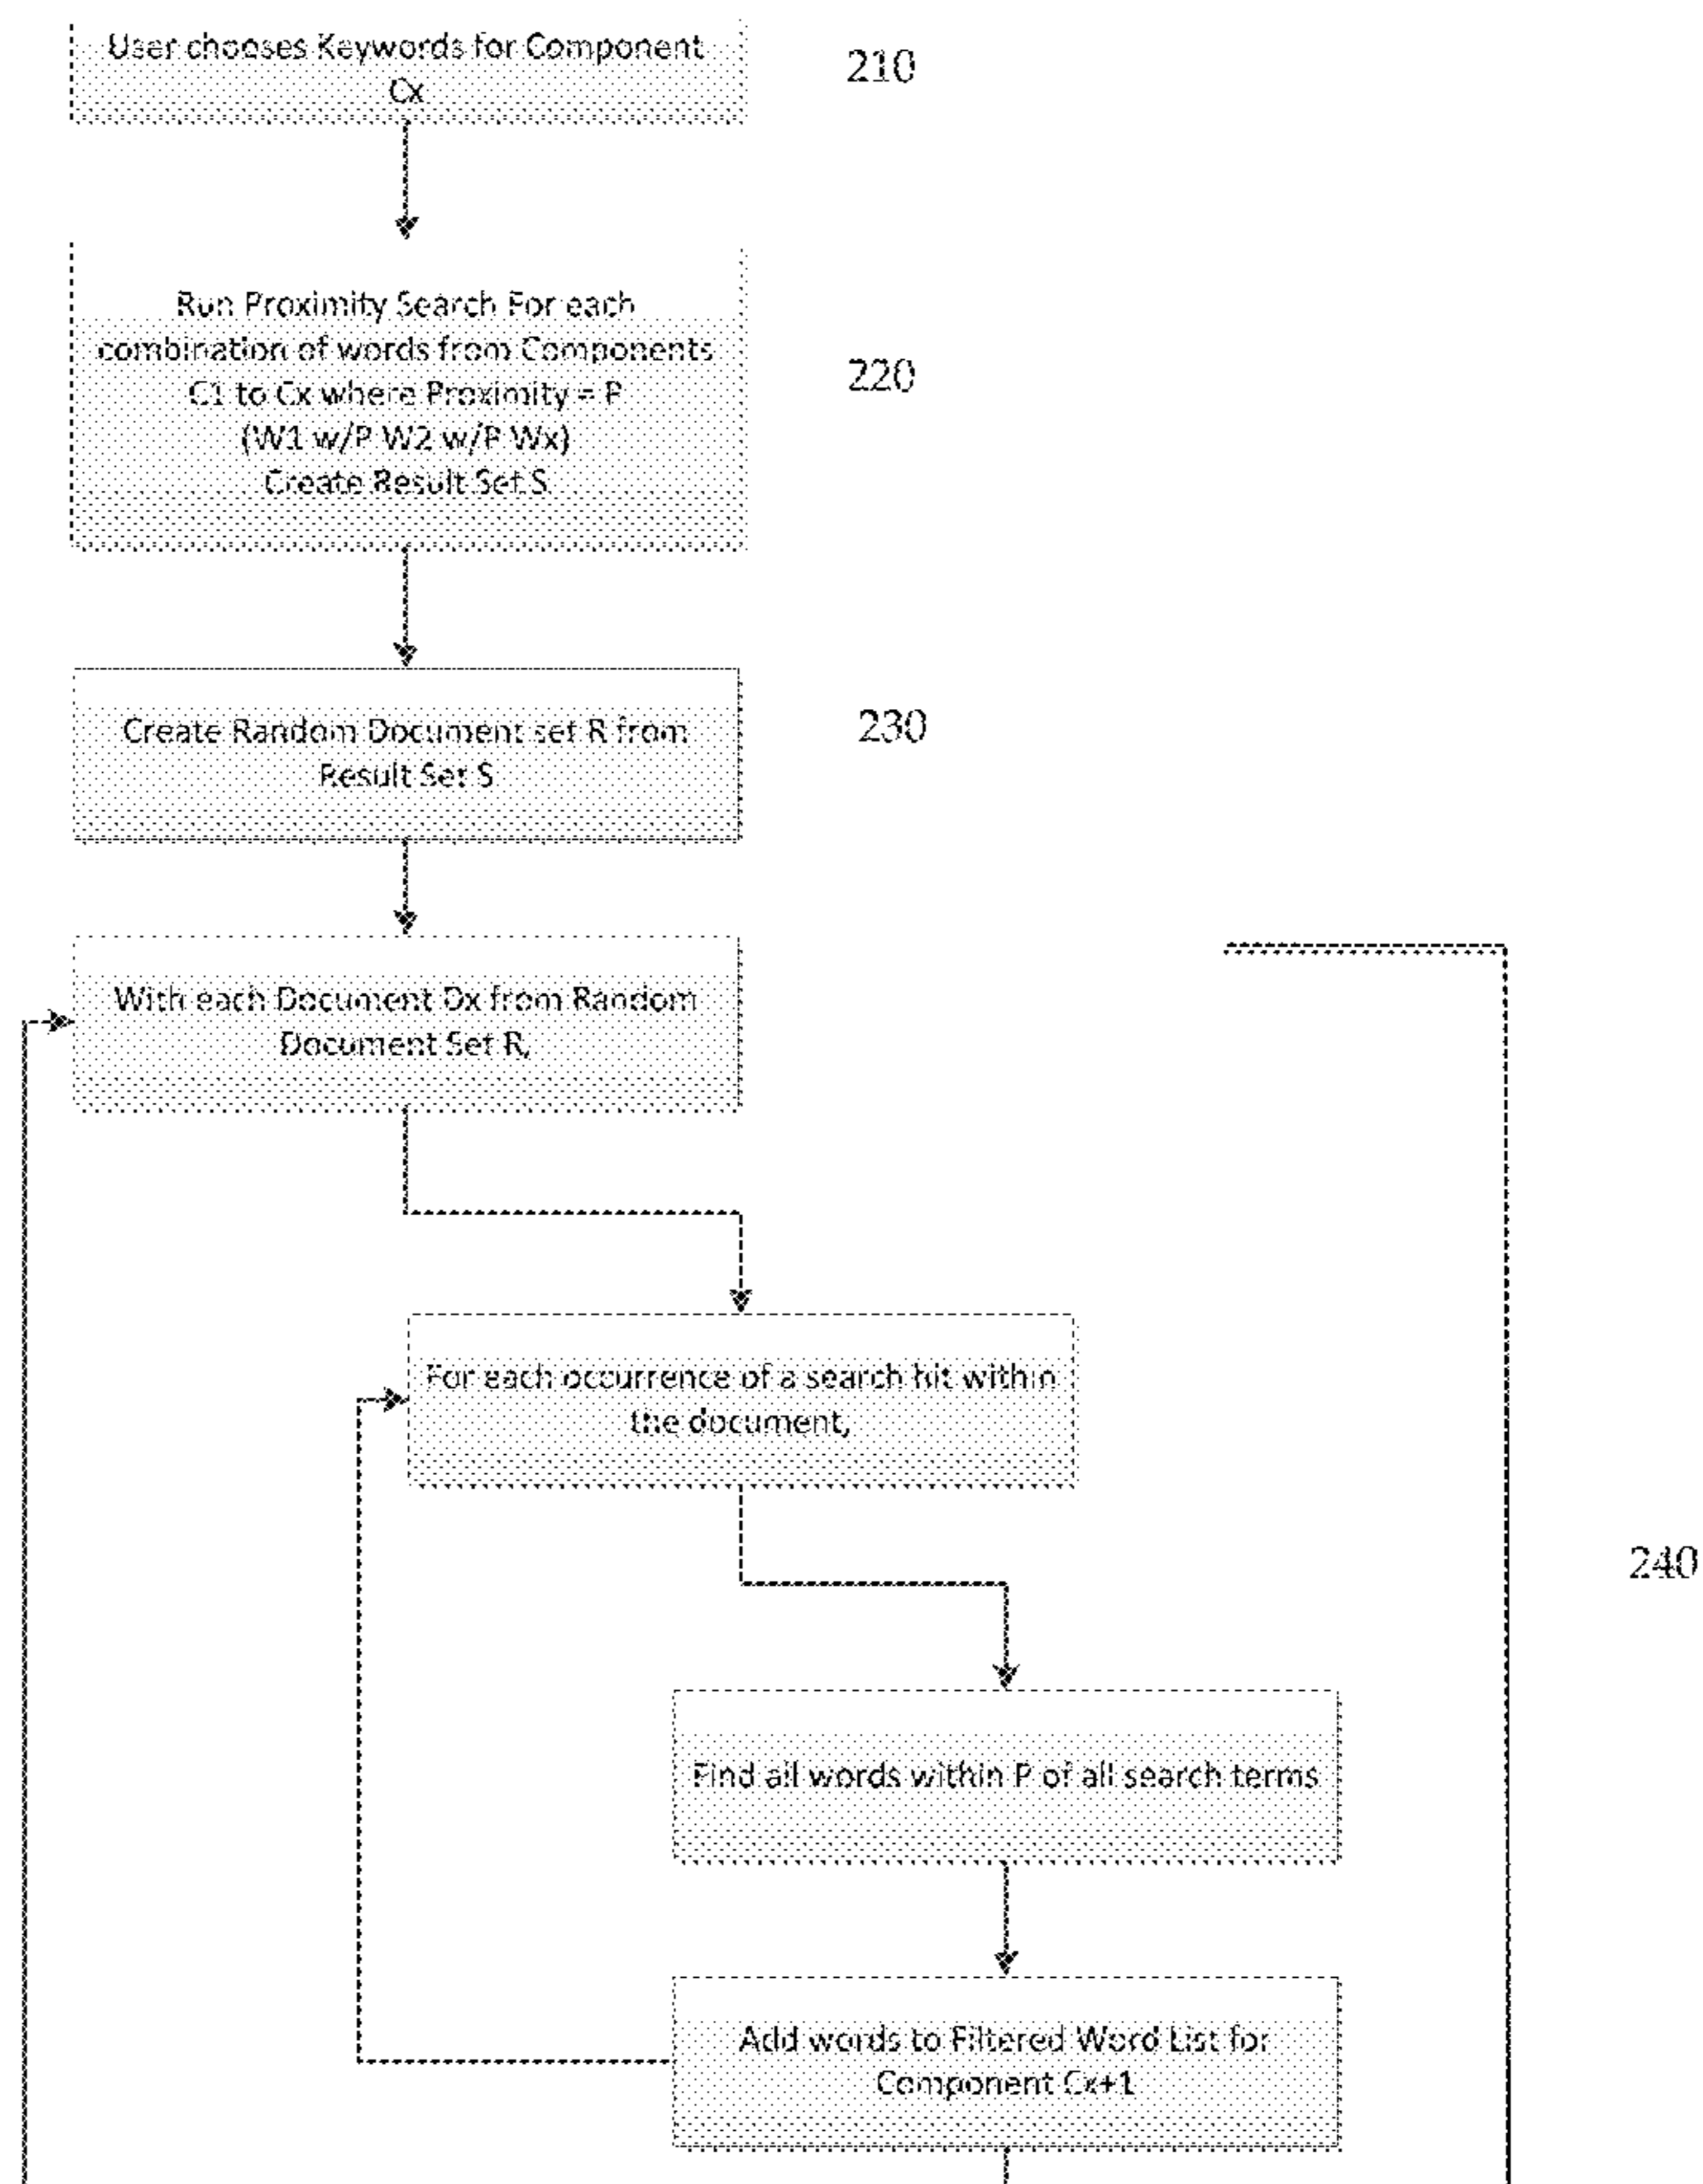 User chooses Keywords for Component
Cx
210
Run Proximity Search For each
combination of words from Components
C1 to Cx where Proximity = P
(W1 w/P W2 w/P Wx)
Create Result Set S
220
Create Random Document set R from
Result Set S
230
With each Document Dx from Random
Document Set R,
For each occurrence of a search hit within
the document,
240
Find all words within P of all search terms
Add words to Filtered Word List for
Component Cx+1